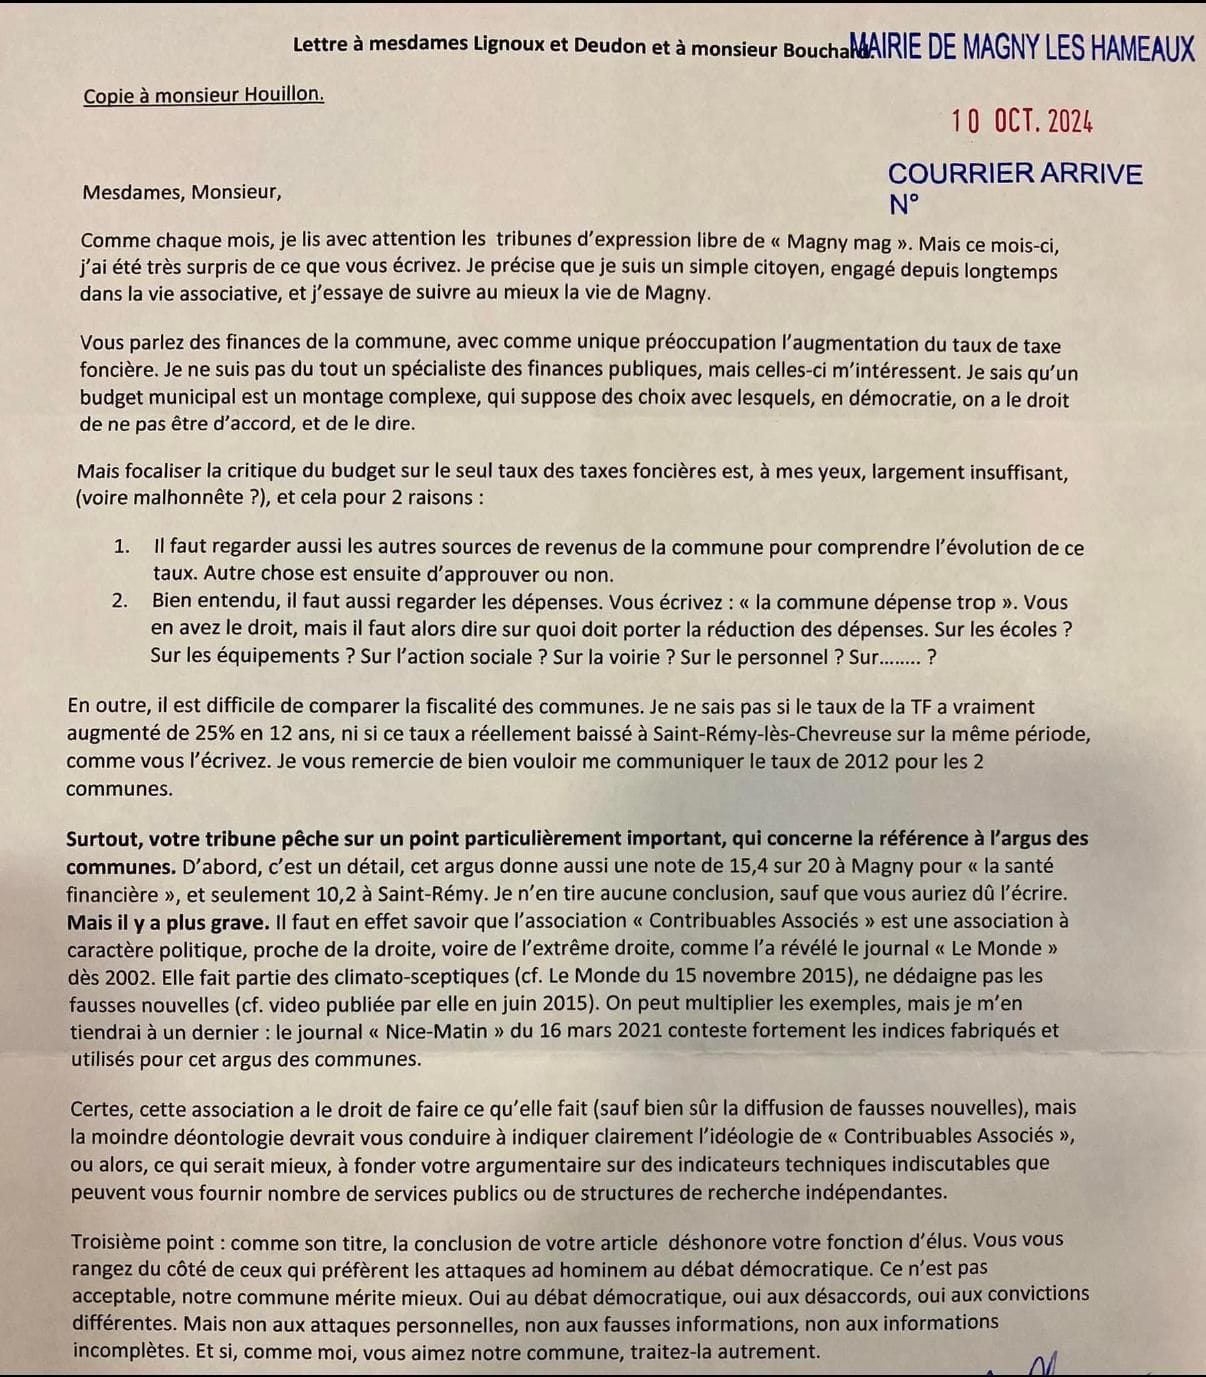 Lettre à mesdames Lignoux et Deudon et à monsieur Bouchard.
MAIRIE DE MAGNY LES HAMEAUX
Copie à monsieur Houillon.
10 OCT. 2024
COURRIER ARRIVE
N°
Mesdames, Monsieur,
Comme chaque mois, je lis avec attention les tribunes d’expression libre de « Magny mag ». Mais ce mois-ci,
j’ai été très surpris de ce que vous écrivez. Je précise que je suis un simple citoyen, engagé depuis longtemps
dans la vie associative, et j’essaye de suivre au mieux la vie de Magny.
Vous parlez des finances de la commune, avec comme unique préoccupation l’augmentation du taux de taxe
foncière. Je ne suis pas du tout un spécialiste des finances publiques, mais celles-ci m’intéressent. Je sais qu’un
budget municipal est un montage complexe, qui suppose des choix avec lesquels, en démocratie, on a le droit
de ne pas être d’accord, et de le dire.
Mais focaliser la critique du budget sur le seul taux des taxes foncières est, à mes yeux, largement insuffisant,
(voire malhonnête ?), et cela pour 2 raisons :
1. Il faut regarder aussi les autres sources de revenus de la commune pour comprendre l’évolution de ce
taux. Autre chose est ensuite d’approuver ou non.
2. Bien entendu, il faut aussi regarder les dépenses. Vous écrivez : « la commune dépense trop ». Vous
en avez le droit, mais il faut alors dire sur quoi doit porter la réduction des dépenses. Sur les écoles ?
Sur les équipements ? Sur l’action sociale ? Sur la voirie ? Sur le personnel ? Sur........ ?
En outre, il est difficile de comparer la fiscalité des communes. Je ne sais pas si le taux de la TF a vraiment
augmenté de 25% en 12 ans, ni si ce taux a réellement baissé à Saint-Rémy-lès-Chevreuse sur la même période,
comme vous l’écrivez. Je vous remercie de bien vouloir me communiquer le taux de 2012 pour les 2
communes.
Surtout, votre tribune pêche sur un point particulièrement important, qui concerne la référence à l’argus des
communes. D’abord, c’est un détail, cet argus donne aussi une note de 15,4 sur 20 à Magny pour « la santé
financière », et seulement 10,2 à Saint-Rémy. Je n’en tire aucune conclusion, sauf que vous auriez dû l’écrire.
Mais il y a plus grave. Il faut en effet savoir que l’association « Contribuables Associés » est une association à
caractère politique, proche de la droite, voire de l’extrême droite, comme l’a révélé le journal « Le Monde »
dès 2002. Elle fait partie des climato-sceptiques (cf. Le Monde du 15 novembre 2015), ne dédaigne pas les
fausses nouvelles (cf. video publiée par elle en juin 2015). On peut multiplier les exemples, mais je m’en
tiendrai à un dernier : le journal « Nice-Matin » du 16 mars 2021 conteste fortement les indices fabriqués et
utilisés pour cet argus des communes.
Certes, cette association a le droit de faire ce qu’elle fait (sauf bien sûr la diffusion de fausses nouvelles), mais
la moindre déontologie devrait vous conduire à indiquer clairement l’idéologie de « Contribuables Associés »,
ou alors, ce qui serait mieux, à fonder votre argumentaire sur des indicateurs techniques indiscutables que
peuvent vous fournir nombre de services publics ou de structures de recherche indépendantes.
Troisième point : comme son titre, la conclusion de votre article déshonore votre fonction d’élus. Vous vous
rangez du côté de ceux qui préfèrent les attaques ad hominem au débat démocratique. Ce n’est pas
acceptable, notre commune mérite mieux. Oui au débat démocratique, oui aux désaccords, oui aux convictions
différentes. Mais non aux attaques personnelles, non aux fausses informations, non aux informations
incomplètes. Et si, comme moi, vous aimez notre commune, traitez-la autrement.